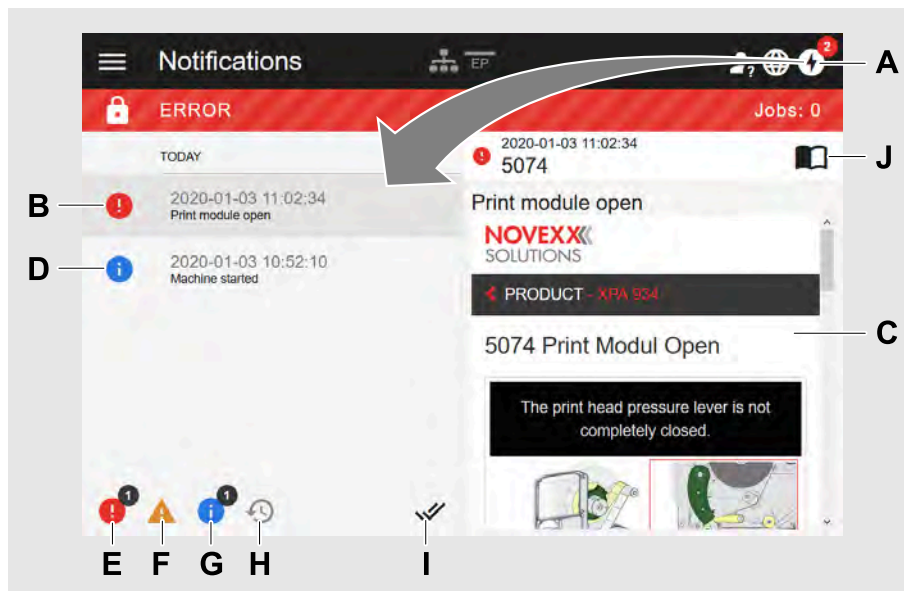 Notifications
EP
?
2
A
ERROR
Jobs: 0
TODAY
2020-01-03 11:02:34
5074
J
B
2020-01-03 11:02:34
Print module open
Print module open
NOVEXX
SOLUTIONS
D
2020-01-03 10:52:10
Machine started
PRODUCT - XPA 934
5074 Print Modul Open
C
The print head pressure lever is not
completely closed.
1
1
E
F
G
H
I